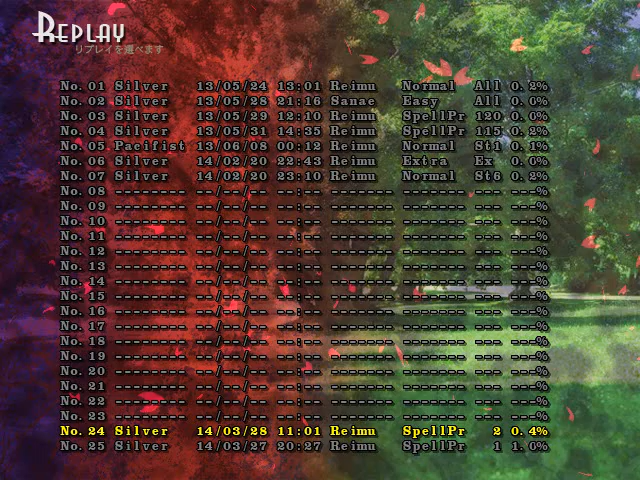 REPLAY
リプレイを選べます
No. 01 Silver 13/05/24 13:01 Reimu Normal All 0.2%
No. 02 Silver 13/05/28 21:16 Sanae Easy All 0.0%
No. 03 Silver 13/05/29 12:10 Reimu SpellPr 120 0.0%
No. 04 Silver 13/05/31 14:35 Reimu SpellPr 115 0.2%
No. 05 Pacifist 13/06/08 00:12 Reimu Normal St1 0.1%
No. 06 Silver 14/02/20 22:43 Reimu Extra Ex 0.0%
No. 07 Silver 14/02/20 23:10 Reimu Normal St6 0.2%
No. 08 -------- --/--/-- --:-- ------- ------- --- ---%
No. 09 -------- --/--/-- --:-- ------- ------- --- ---%
No. 10 -------- --/--/-- --:-- ------- ------- --- ---%
No. 11 -------- --/--/-- --:-- ------- ------- --- ---%
No. 12 -------- --/--/-- --:-- ------- ------- --- ---%
No. 13 -------- --/--/-- --:-- ------- ------- --- ---%
No. 14 -------- --/--/-- --:-- ------- ------- --- ---%
No. 15 -------- --/--/-- --:-- ------- ------- --- ---%
No. 16 -------- --/--/-- --:-- ------- ------- --- ---%
No. 17 -------- --/--/-- --:-- ------- ------- --- ---%
No. 18 -------- --/--/-- --:-- ------- ------- --- ---%
No. 19 -------- --/--/-- --:-- ------- ------- --- ---%
No. 20 -------- --/--/-- --:-- ------- ------- --- ---%
No. 21 -------- --/--/-- --:-- ------- ------- --- ---%
No. 22 -------- --/--/-- --:-- ------- ------- --- ---%
No. 23 -------- --/--/-- --:-- ------- ------- --- ---%
No. 24 Silver 14/03/28 11:01 Reimu SpellPr 2 0.4%
No. 25 Silver 14/03/27 20:27 Reimu SpellPr 1 1.0%